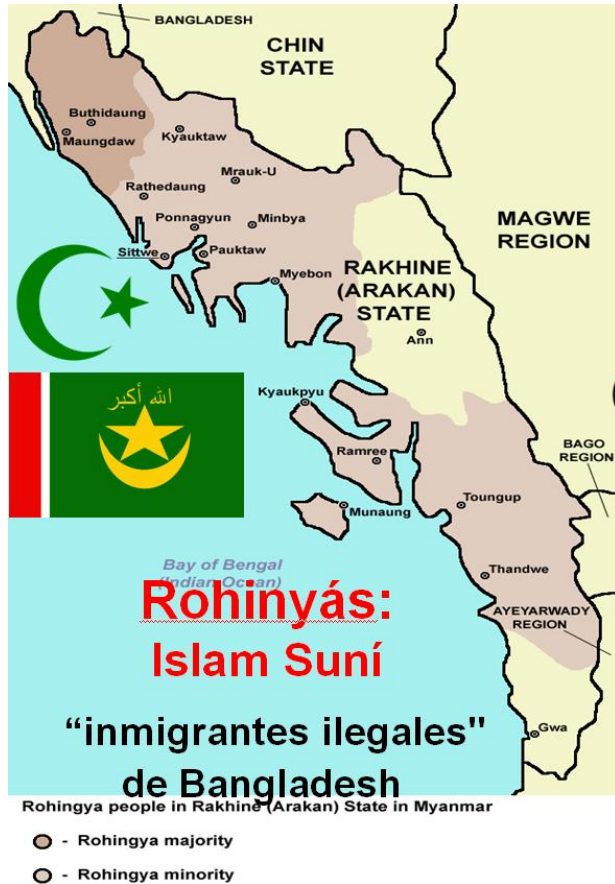 BANGLADESH
CHIN
STATE
Buthidaung
Maungdaw
Kyauktaw
Mrauk-U
Rathedaung
Ponnagyun
Minbya
MAGWE
REGION
Sittwe
Pauktaw
Myebon
RAKHINE
(ARAKAN)
STATE
Ann
الله أكبر
Kyaukpyu
BAGO
REGION
Ramree
Munaung
Toungup
Bay of Bengal
(Indian Ocean)
Thandwe
Rohinyás:
Islam Suní
AYEYARWADY
REGION
“inmigrantes ilegales"
de Bangladesh
Gwa
Rohingya people in Rakhine (Arakan) State in Myanmar
- Rohingya majority
- Rohingya minority